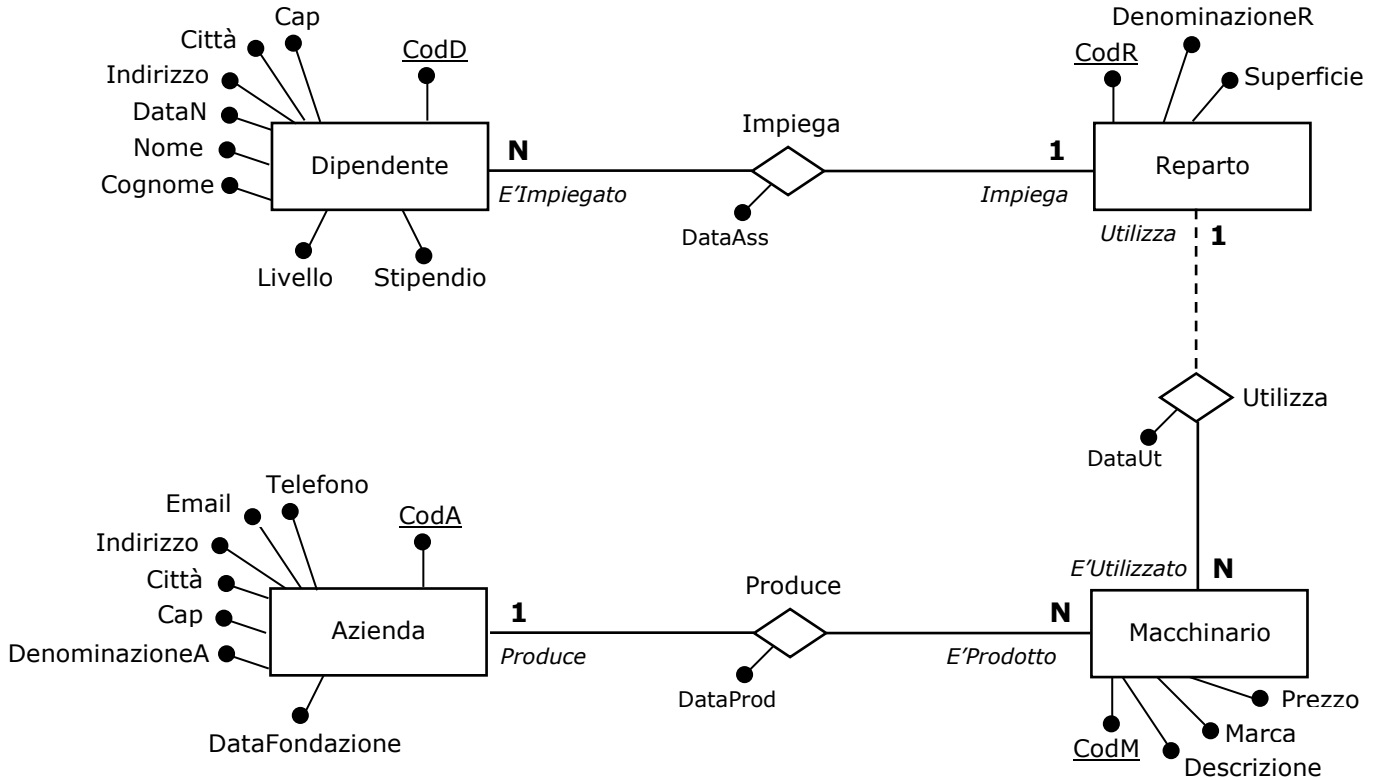 Cap
DenominazioneR
Città
CodD
CodR
Indirizzo
Superficie
DataN
Impiega
Nome
Dipendente
N
1
Reparto
Cognome
E'Impiegato
Impiega
DataAss
Utilizza
1
Livello
Stipendio
Utilizza
DataUt
Telefono
Email
CodA
Indirizzo
E'Utilizzato
N
Città
Produce
Cap
Azienda
1
N
Macchinario
DenominazioneA
Produce
E'Prodotto
DataProd
Prezzo
DataFondazione
CodM
Marca
Descrizione